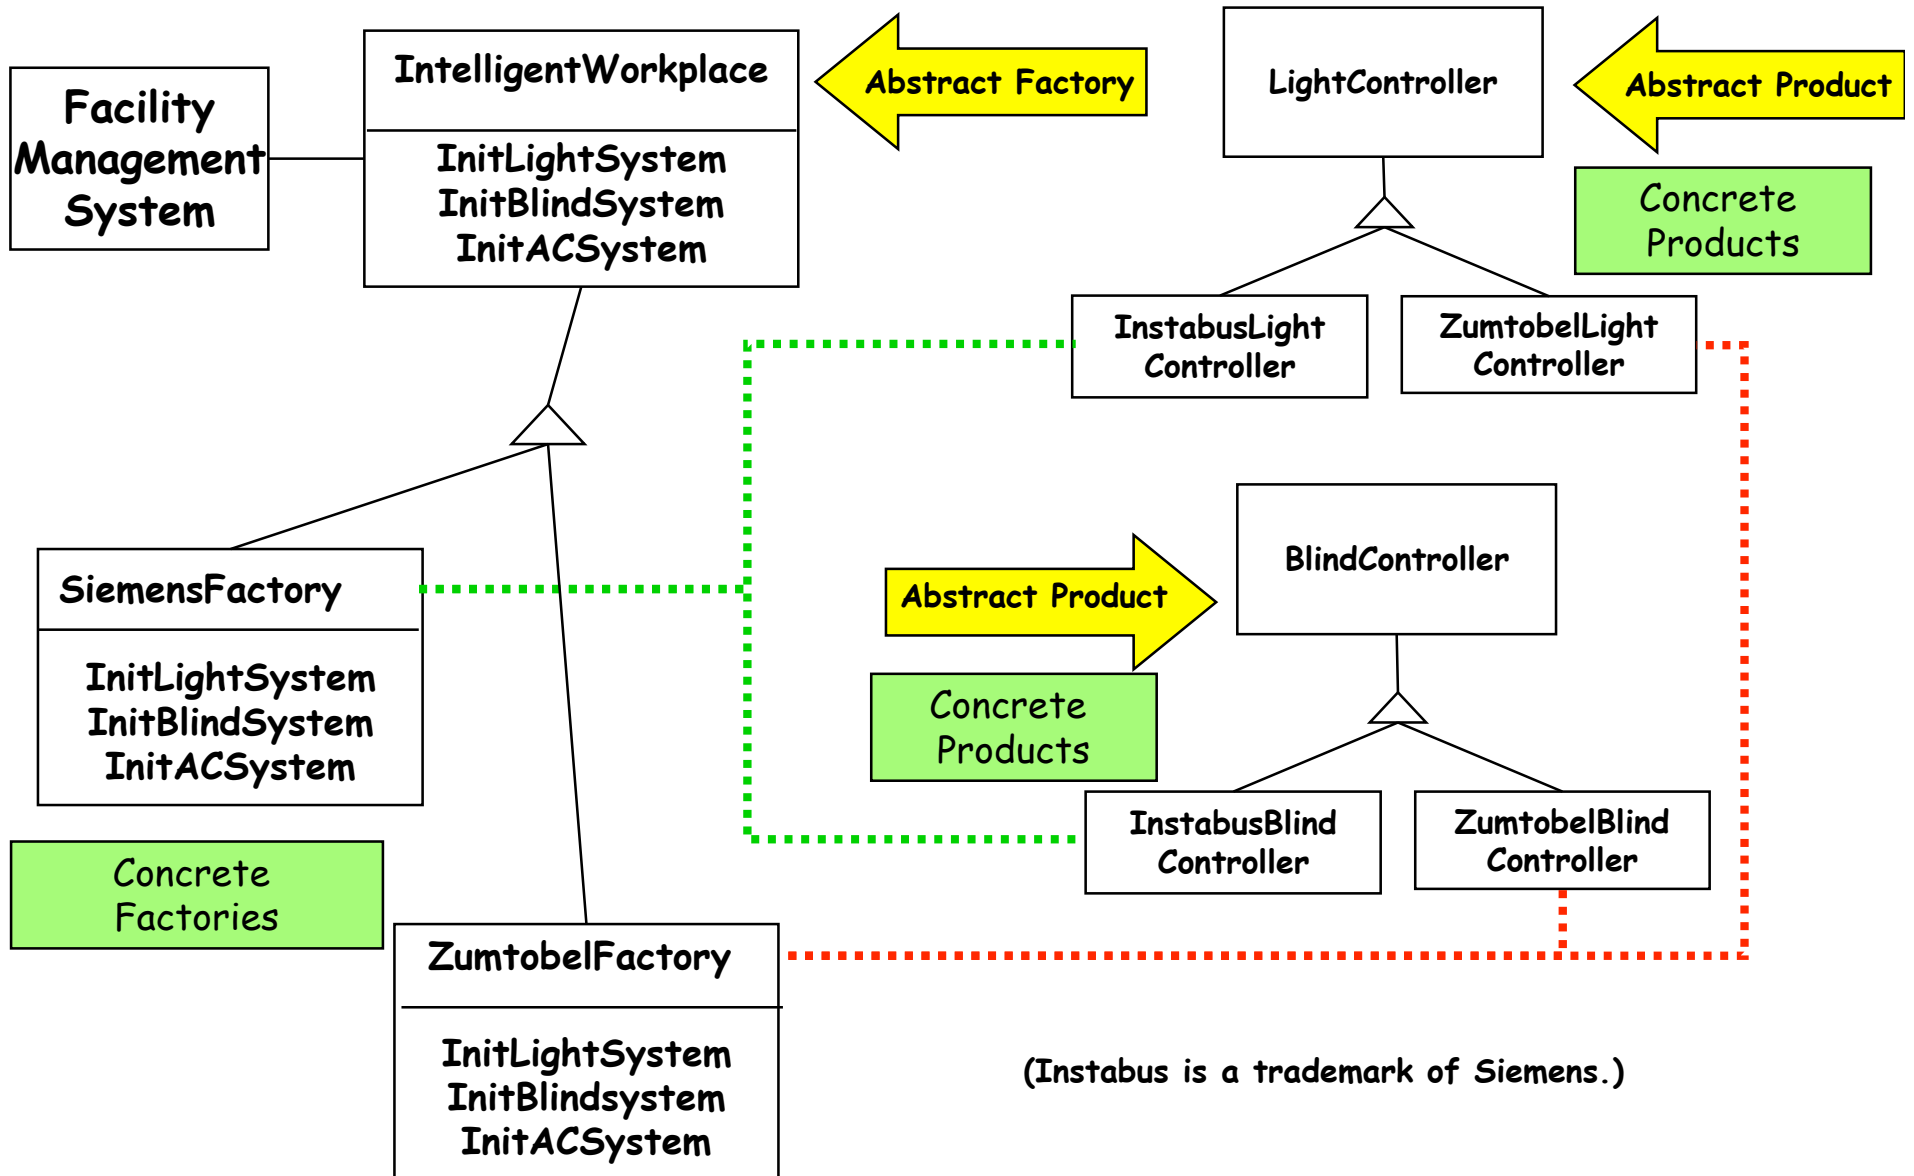 Facility
Management
System
IntelligentWorkplace
InitLightSystem
InitBlindSystem
InitACSystem
Abstract Factory
LightController
Abstract Product
Concrete
Products
InstabusLight
Controller
ZumtobelLight
Controller
BlindController
Abstract Product
Concrete
Products
InstabusBlind
Controller
ZumtobelBlind
Controller
SiemensFactory
InitLightSystem
InitBlindSystem
InitACSystem
Concrete
Factories
ZumtobelFactory
InitLightSystem
InitBlindsystem
InitACSystem
(Instabus is a trademark of Siemens.)